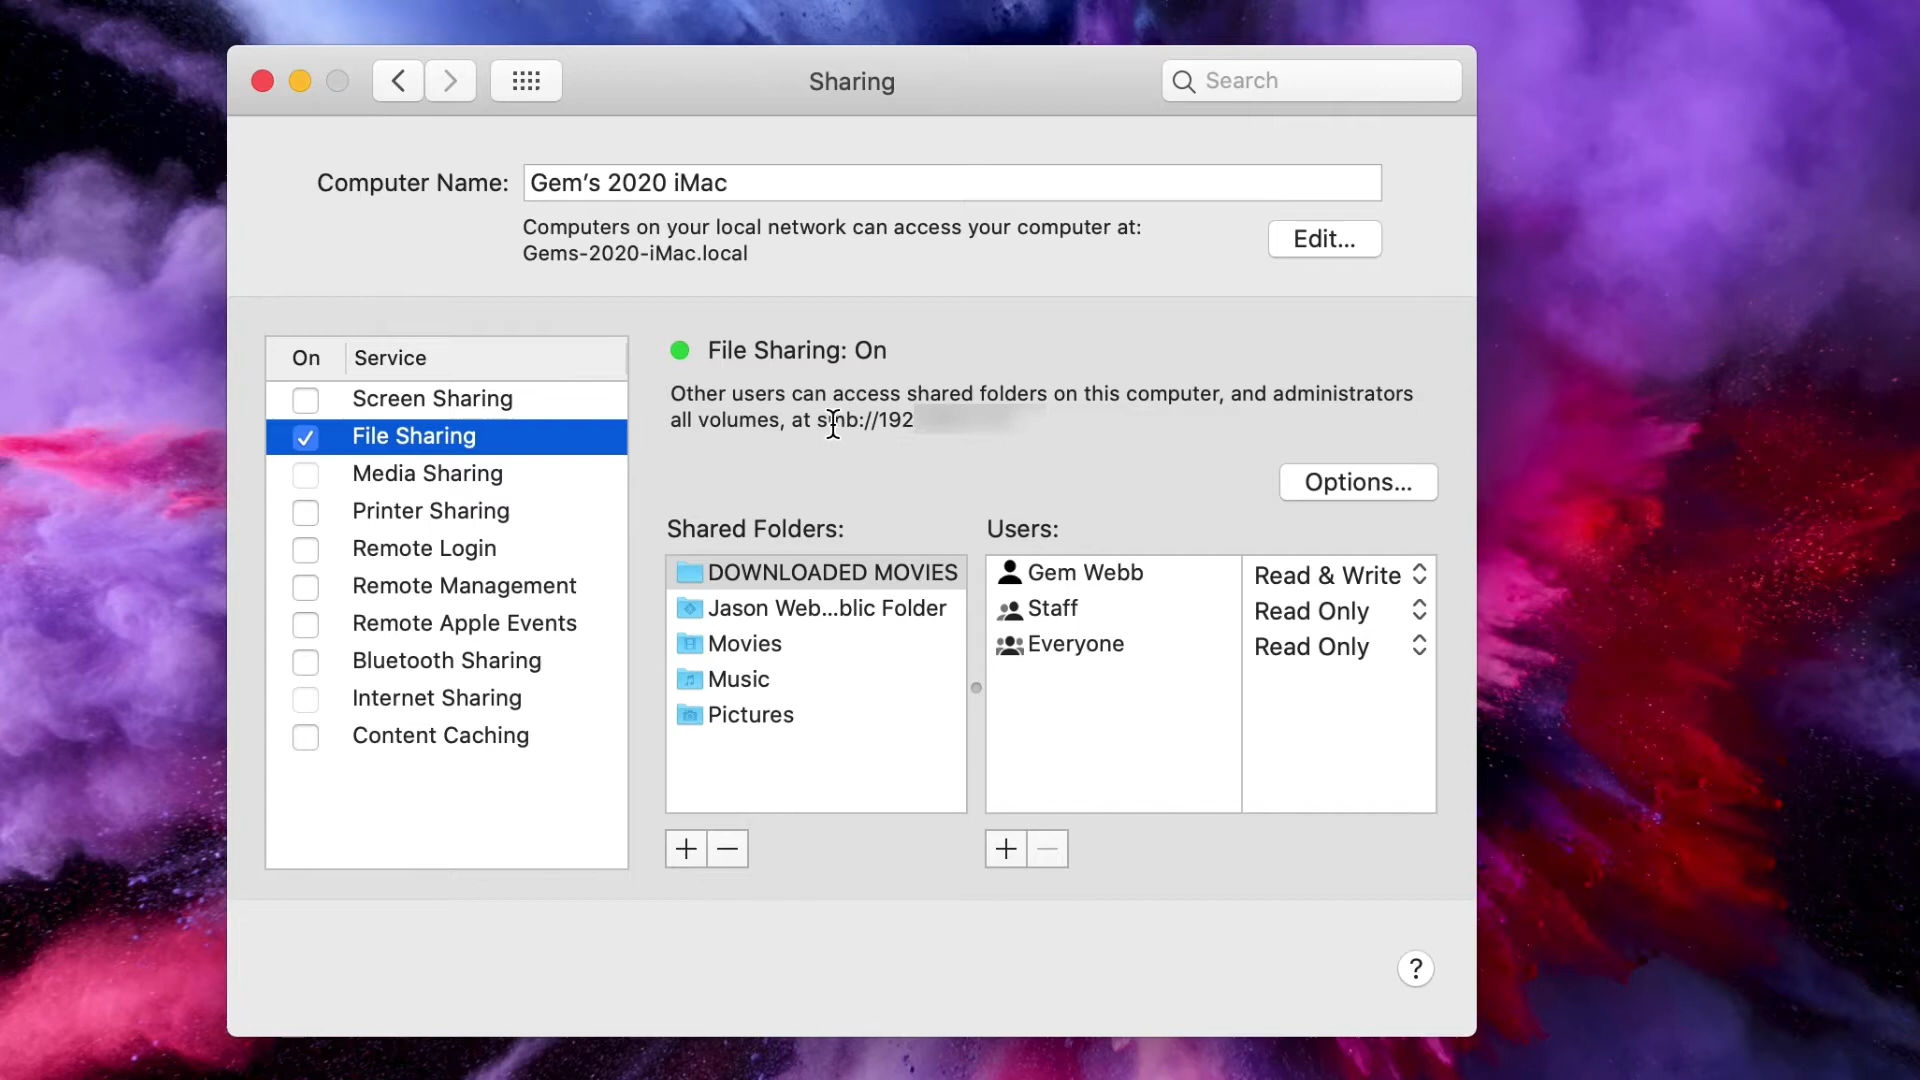 Sharing
Search
Computer Name:
Gem’s 2020 iMac
Computers on your local network can access your computer at:
Gems-2020-iMac.local
Edit...
On
Service
Screen Sharing
File Sharing
Media Sharing
Printer Sharing
Remote Login
Remote Management
Remote Apple Events
Bluetooth Sharing
Internet Sharing
Content Caching
File Sharing: On
Other users can access shared folders on this computer, and administrators
all volumes, at smb://192
Options...
Shared Folders:
DOWNLOADED MOVIES
Jason Web...blic Folder
Movies
Music
Pictures
Users:
Gem Webb
Read & Write
Staff
Read Only
Everyone
Read Only
?